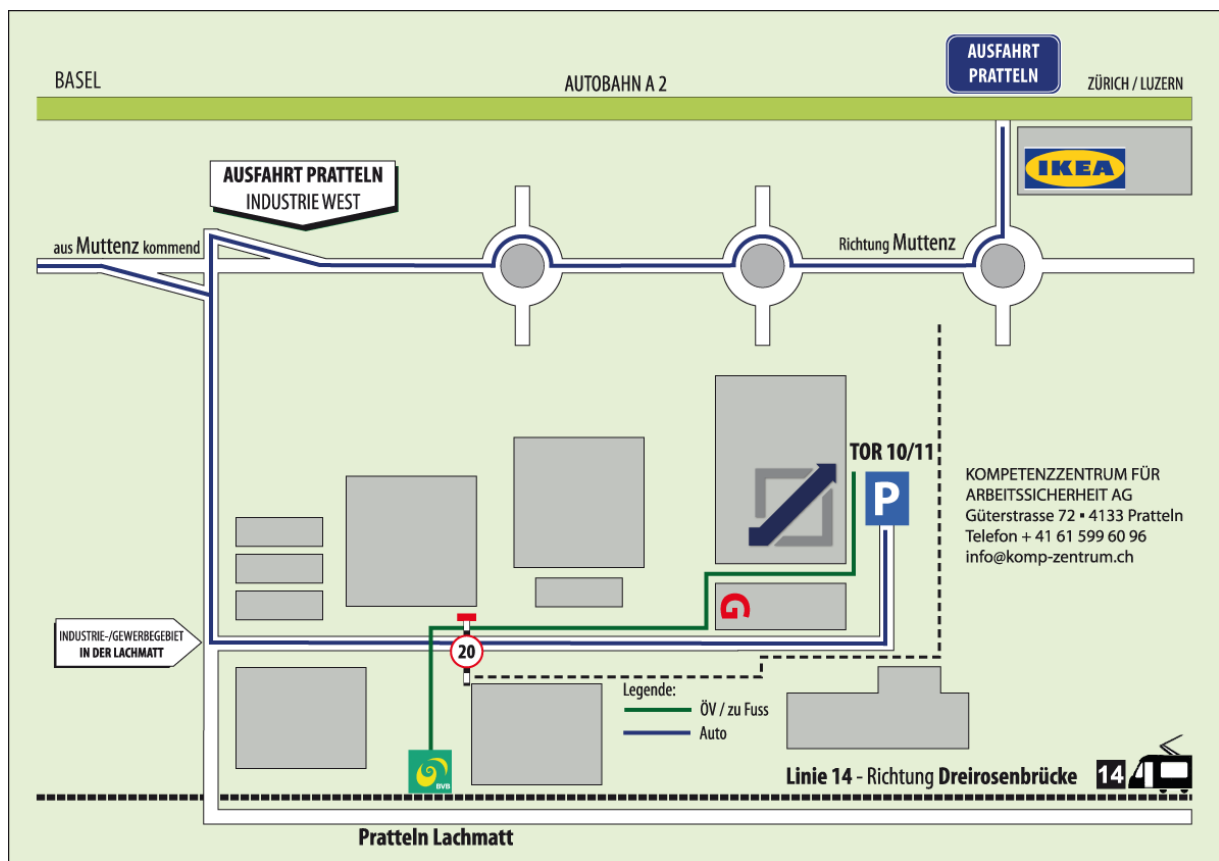 AUSFAHRT
PRATTELN
BASEL
AUTOBAHN A 2
ZÜRICH / LUZERN
IKEA
AUSFAHRT PRATTELN
INDUSTRIE WEST
aus Muttenz kommend
Richtung Muttenz
TOR 10/11
P
KOMPETENZZENTRUM FÜR
ARBEITSSICHERHEIT AG
Güterstrasse 72 ▪ 4133 Pratteln
Telefon + 41 61 599 60 96
info@komp-zentrum.ch
G
INDUSTRIE-/GEWERBEGEBIET
IN DER LACHMATT
20
Legende:
ÖV / zu Fuss
Auto
BVB
Linie 14 - Richtung Dreirosenbrücke 14
Pratteln Lachmatt